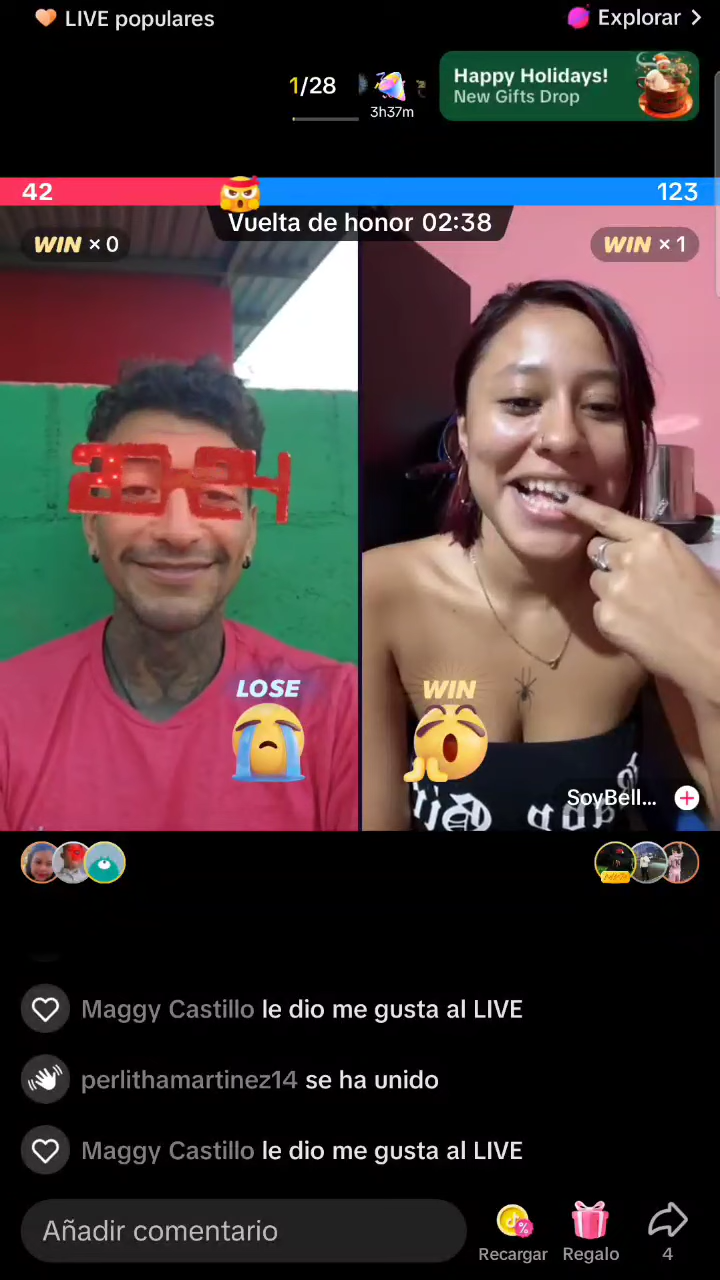 LIVE populares
Explorar
1/28
3h37m
Happy Holidays!
New Gifts Drop
42
123
Vuelta de honor 02:38
WIN × 0
WIN × 1
LOSE
WIN
SoyBell...
Maggy Castillo le dio me gusta al LIVE
perlithamartinez14 se ha unido
Maggy Castillo le dio me gusta al LIVE
Añadir comentario
Recargar
Regalo
4